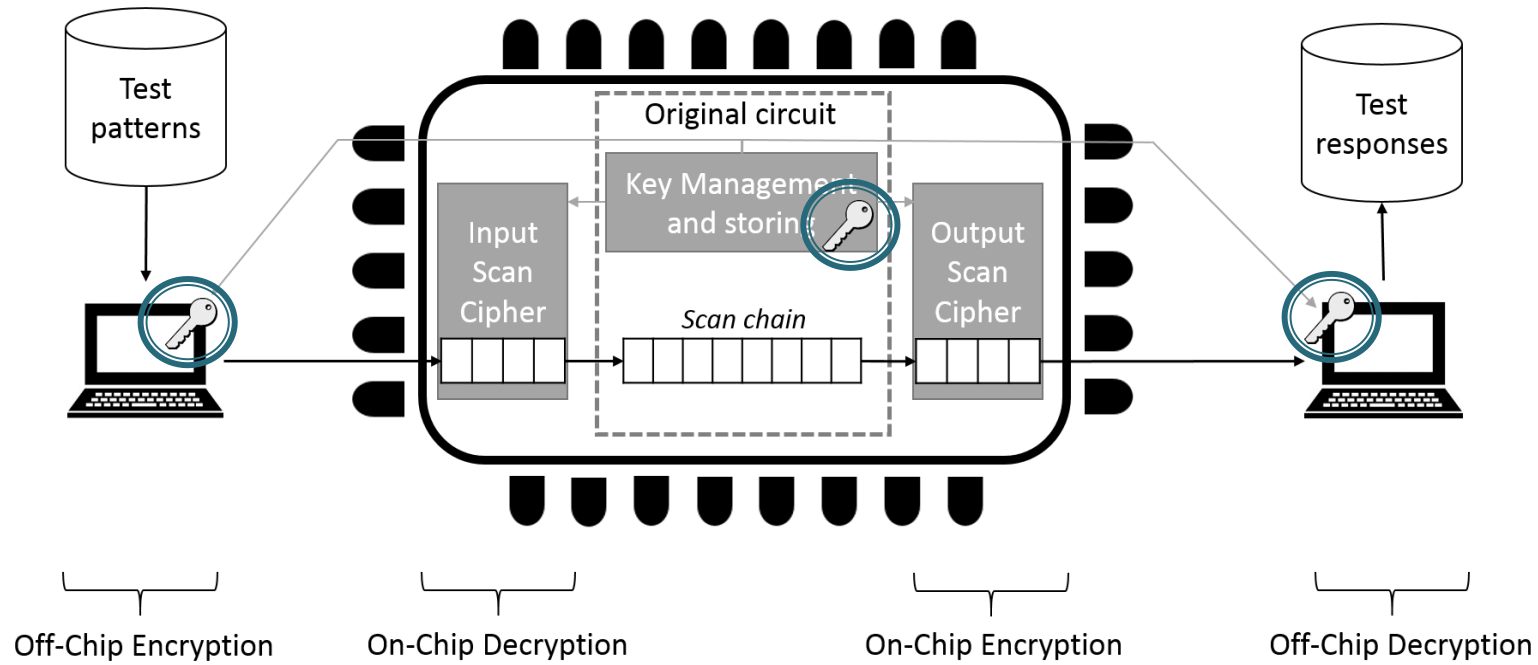 Test
patterns
Original circuit
Test
responses
Key Management
and storing
Input
Scan
Cipher
Output
Scan
Cipher
Scan chain
Off-Chip Encryption
On-Chip Decryption
On-Chip Encryption
Off-Chip Decryption